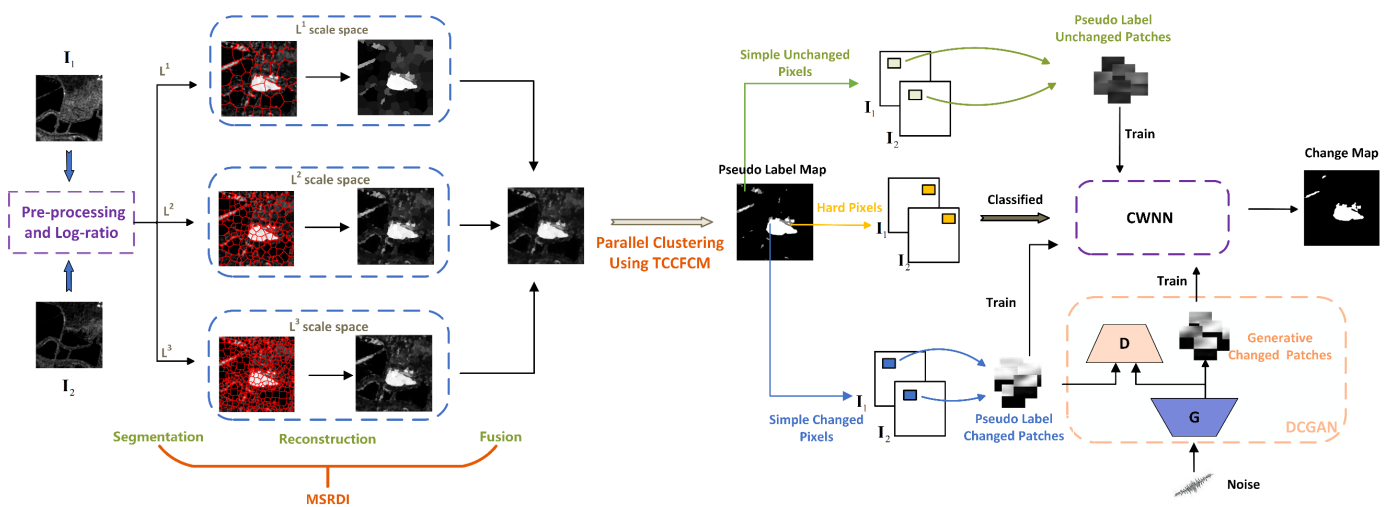 I1
Pre-processing
and Log-ratio
I2
L1
L2
L3
L1 scale space
L2 scale space
L3 scale space
Segmentation
Reconstruction
Fusion
MSRDI
Parallel Clustering
Using TCCFCM
Pseudo Label Map
Simple Unchanged
Pixels
I1
I2
Pseudo Label
Unchanged Patches
Train
Hard Pixels
I1
I2
Classified
CWNN
Change Map
Simple Changed
Pixels
I1
I2
Pseudo Label
Changed Patches
Train
Train
D
Generative
Changed Patches
G
DCGAN
Noise